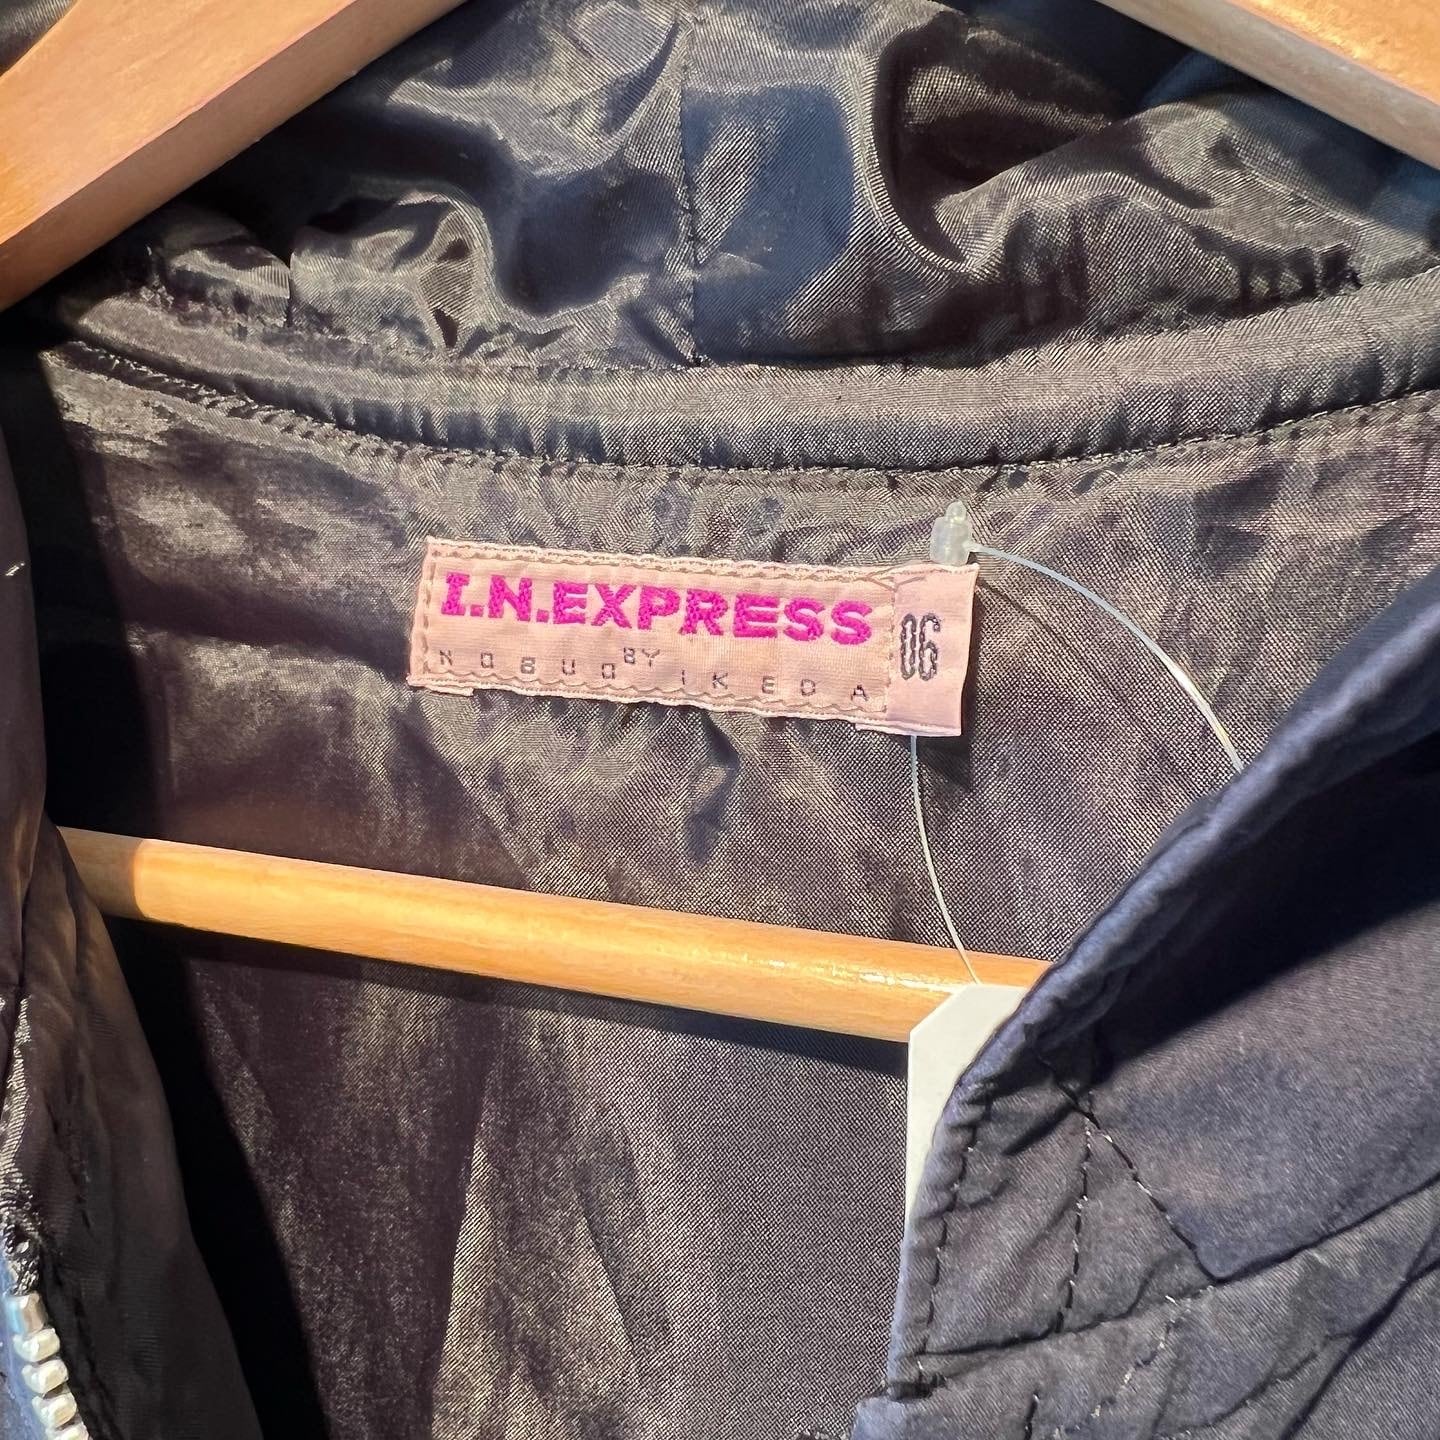 I.N.EXPRESS
BY
NOBUO IKEDA
06